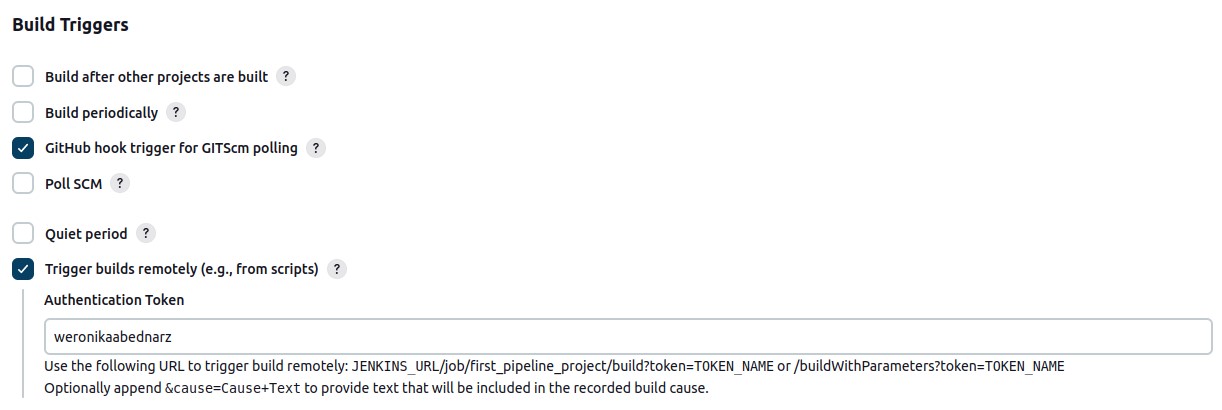 Build Triggers
Build after other projects are built ?
Build periodically ?
GitHub hook trigger for GITScm polling ?
Poll SCM ?
Quiet period ?
Trigger builds remotely (e.g., from scripts) ?
Authentication Token
weronikaabednarz
Use the following URL to trigger build remotely: JENKINS_URL/job/first_pipeline_project/build?token=TOKEN_NAME or /buildWithParameters?token=TOKEN_NAME
Optionally append &cause=Cause+Text to provide text that will be included in the recorded build cause.